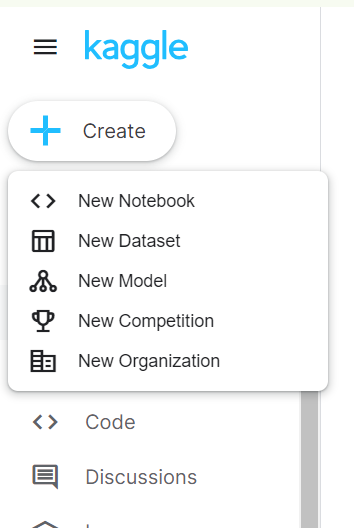 kaggle
Create
New Notebook
New Dataset
New Model
New Competition
New Organization
Code
Discussions